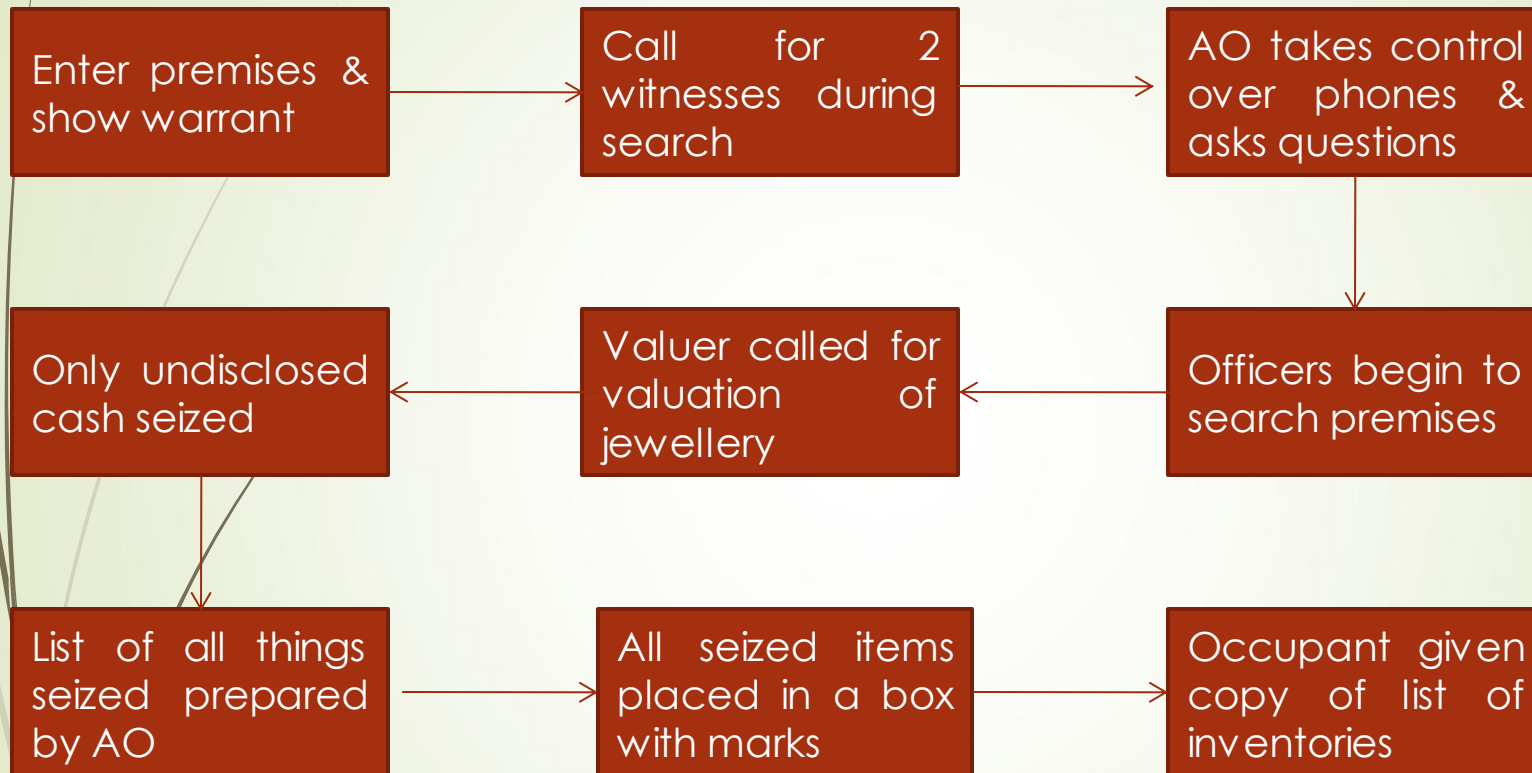 Enter premises &
show warrant
Call for 2
witnesses during
search
AO takes control
over phones &
asks questions
Officers begin to
search premises
Valuer called for
valuation of
jewellery
Only undisclosed
cash seized
List of all things
seized prepared
by AO
All seized items
placed in a box
with marks
Occupant given
copy of list of
inventories